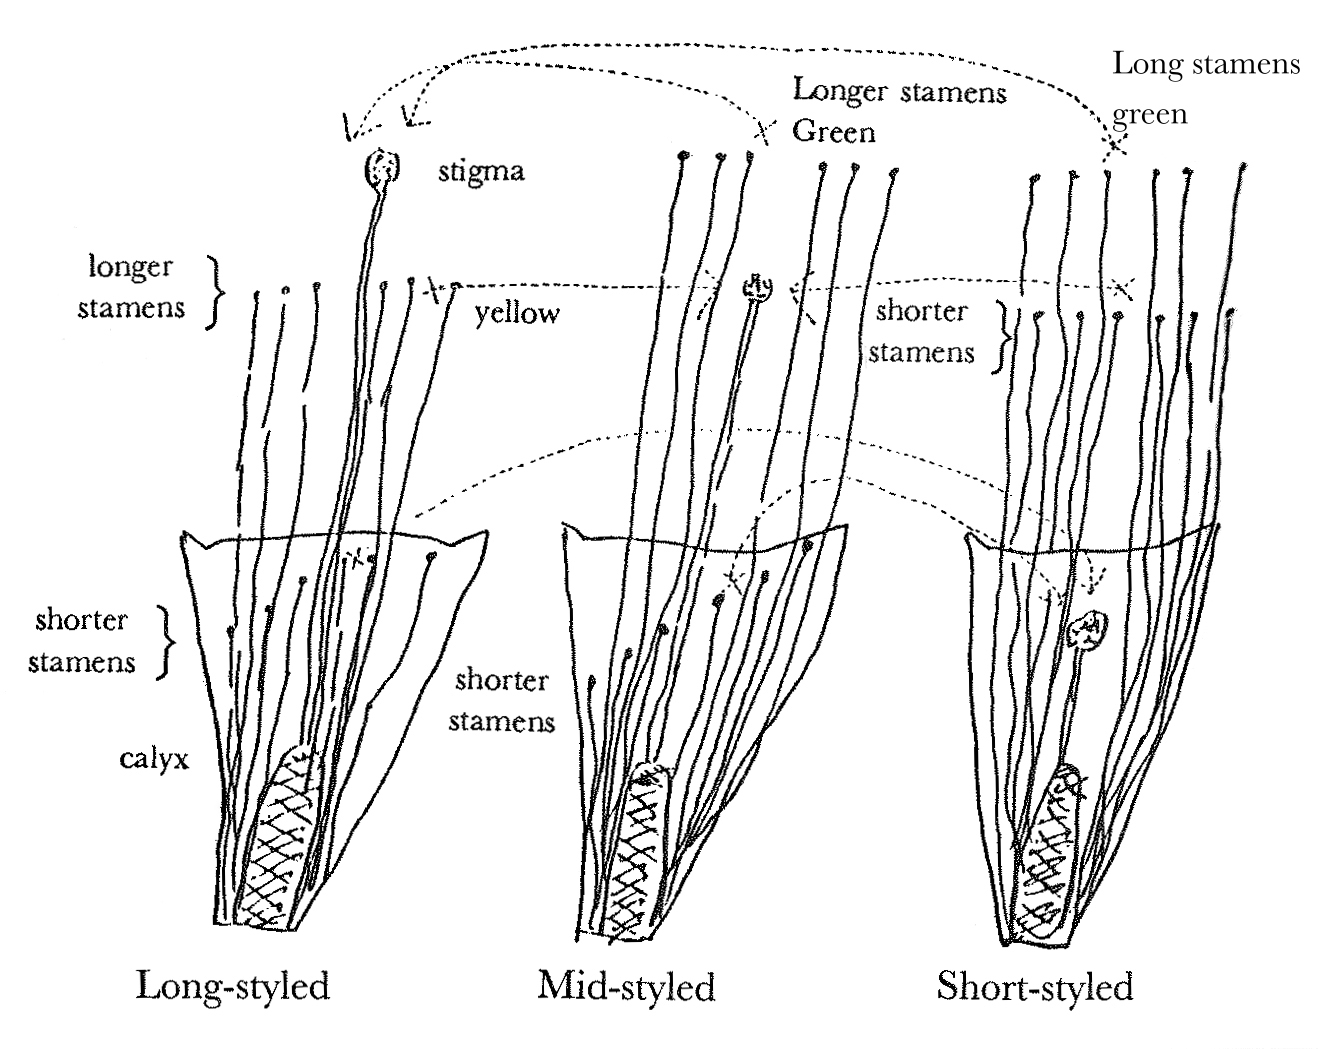 Long stamens
green
Longer stamens
Green
stigma
longer
stamens
yellow
shorter
stamens
shorter
stamens
shorter
stamens
calyx
Long-styled
Mid-styled
Short-styled